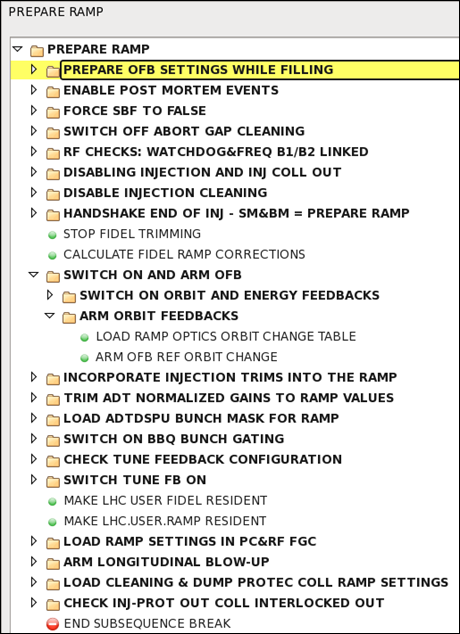 PREPARE RAMP
PREPARE RAMP
PREPARE OFB SETTINGS WHILE FILLING
ENABLE POST MORTEM EVENTS
FORCE SBF TO FALSE
SWITCH OFF ABORT GAP CLEANING
RF CHECKS: WATCHDOG&FREQ B1/B2 LINKED
DISABLING INJECTION AND INJ COLL OUT
DISABLE INJECTION CLEANING
HANDSHAKE END OF INJ - SM&BM = PREPARE RAMP
STOP FIDEL TRIMMING
CALCULATE FIDEL RAMP CORRECTIONS
SWITCH ON AND ARM OFB
SWITCH ON ORBIT AND ENERGY FEEDBACKS
ARM ORBIT FEEDBACKS
LOAD RAMP OPTICS ORBIT CHANGE TABLE
ARM OFB REF ORBIT CHANGE
INCORPORATE INJECTION TRIMS INTO THE RAMP
TRIM ADT NORMALIZED GAINS TO RAMP VALUES
LOAD ADTDSPU BUNCH MASK FOR RAMP
SWITCH ON BBQ BUNCH GATING
CHECK TUNE FEEDBACK CONFIGURATION
SWITCH TUNE FB ON
MAKE LHC USER FIDEL RESIDENT
MAKE LHC.USER.RAMP RESIDENT
LOAD RAMP SETTINGS IN PC&RF FGC
ARM LONGITUDINAL BLOW-UP
LOAD CLEANING & DUMP PROTEC COLL RAMP SETTINGS
CHECK INJ-PROT OUT COLL INTERLOCKED OUT
END SUBSEQUENCE BREAK